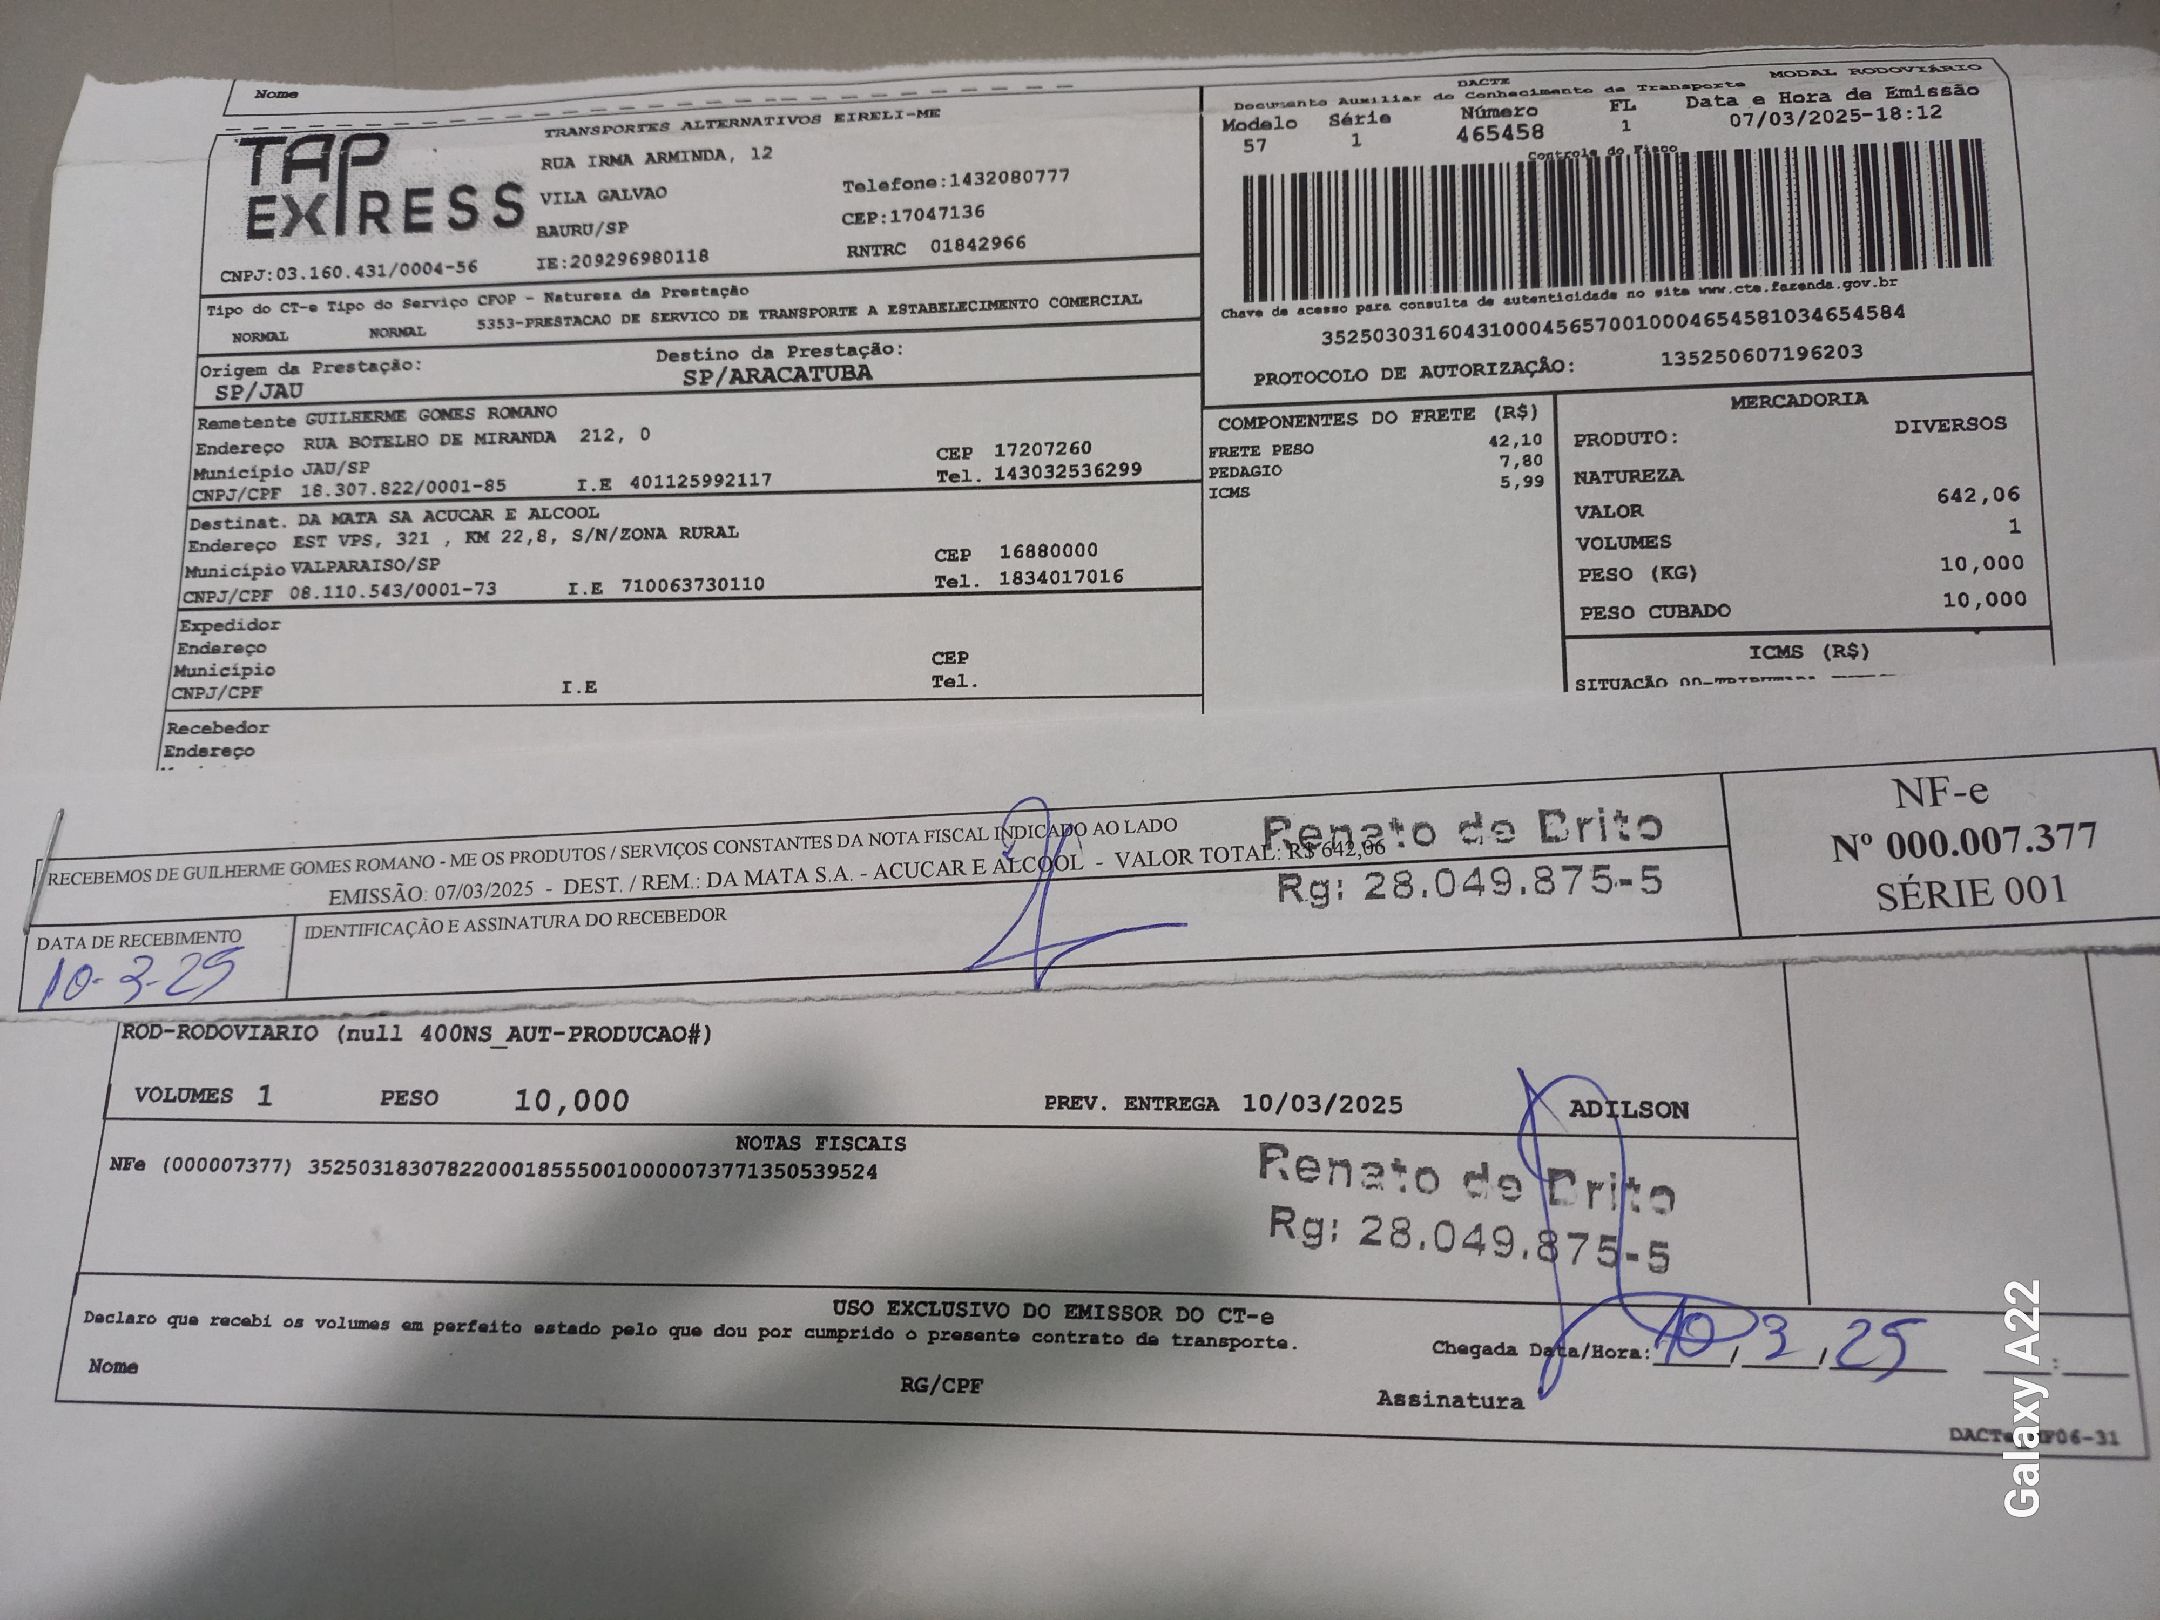 Nome
TAP EXPRESS
TRANSPORTES ALTERNATIVOS EIRELI-ME
RUA IRMA ARMINDA, 12
VILA GALVAO
Telefone:1432080777
BAURU/SP
CEP:17047136
CNPJ:03.160.431/0004-56
IE:209296980118
RNTRC 01842966
DACTE
MODAL RODOVIÁRIO
Documento Auxiliar do Conhecimento de Transporte
Modelo Série Número FL Data e Hora de Emissão
57 1 465458 1 07/03/2025-18:12
Controle do Fisco
Chave de acesso para consulta de autenticidade no site www.cte.fazenda.gov.br
35250303160431000456570010004654581034654584
PROTOCOLO DE AUTORIZAÇÃO: 135250607196203
Tipo do CT-e Tipo do Serviço CFOP - Natureza da Prestação
NORMAL NORMAL 5353-PRESTACAO DE SERVICO DE TRANSPORTE A ESTABELECIMENTO COMERCIAL
Origem da Prestação: Destino da Prestação:
SP/JAU SP/ARACATUBA
Remetente GUILHERME GOMES ROMANO
Endereço RUA BOTELHO DE MIRANDA 212, 0
Município JAU/SP CEP 17207260
CNPJ/CPF 18.307.822/0001-85 I.E 401125992117 Tel. 143032536299
Destinat. DA MATA SA ACUCAR E ALCOOL
Endereço EST VPS, 321 , KM 22,8, S/N/ZONA RURAL
Município VALPARAISO/SP CEP 16880000
CNPJ/CPF 08.110.543/0001-73 I.E 710063730110 Tel. 1834017016
Expedidor
Endereço
Município CEP
CNPJ/CPF I.E Tel.
Recebedor
Endereço
COMPONENTES DO FRETE (R$)
FRETE PESO 42,10
PEDAGIO 7,80
ICMS 5,99
MERCADORIA
PRODUTO: DIVERSOS
NATUREZA
VALOR 642,06
VOLUMES 1
PESO (KG) 10,000
PESO CUBADO 10,000
ICMS (R$)
RECEBEMOS DE GUILHERME GOMES ROMANO - ME OS PRODUTOS / SERVIÇOS CONSTANTES DA NOTA FISCAL INDICADO AO LADO
EMISSÃO: 07/03/2025 - DEST. / REM.: DA MATA S.A. - ACUCAR E ALCOOL - VALOR TOTAL: R$ 642,06
Renato de Brito
Rg: 28.049.875-5
NF-e
Nº 000.007.377
SÉRIE 001
DATA DE RECEBIMENTO
10-3-25
IDENTIFICAÇÃO E ASSINATURA DO RECEBEDOR
ROD-RODOVIARIO (null 400NS_AUT-PRODUCAO#)
VOLUMES 1 PESO 10,000 PREV. ENTREGA 10/03/2025 ADILSON
NOTAS FISCAIS
NFe (000007377) 35250318307822000185550010000073771350539524
Renato de Brito
Rg: 28.049.875-5
USO EXCLUSIVO DO EMISSOR DO CT-e
Declaro que recebi os volumes em perfeito estado pelo que dou por cumprido o presente contrato de transporte.
Chegada Data/Hora: 10 / 3 / 25 :
Nome RG/CPF Assinatura
Galaxy A22